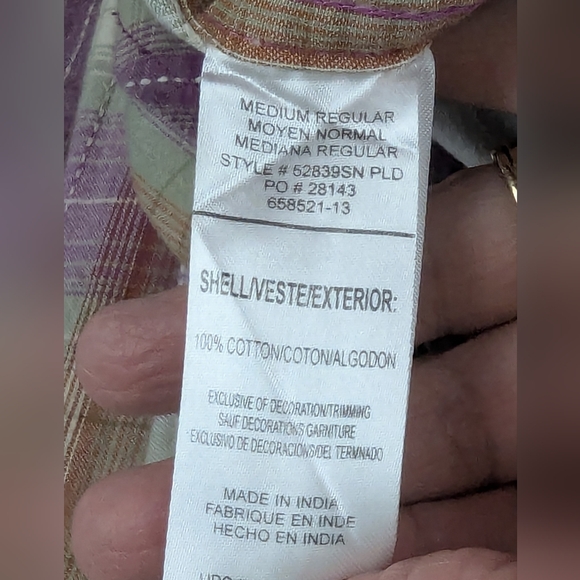 MEDIUM REGULAR
MOYEN NORMAL
MEDIANA REGULAR
STYLE # 52839SN PLD
PO # 28143
658521-13
SHELL/VESTE/EXTERIOR:
100% COTTON/COTON/ALGODON
EXCLUSIVE OF DECORATION/TRIMMING
SAUF DECORATIONS GARNITURE
EXCLUSIVO DE DECORACIONS/DEL TERMNADO
MADE IN INDIA
FABRIQUE EN INDE
HECHO EN INDIA